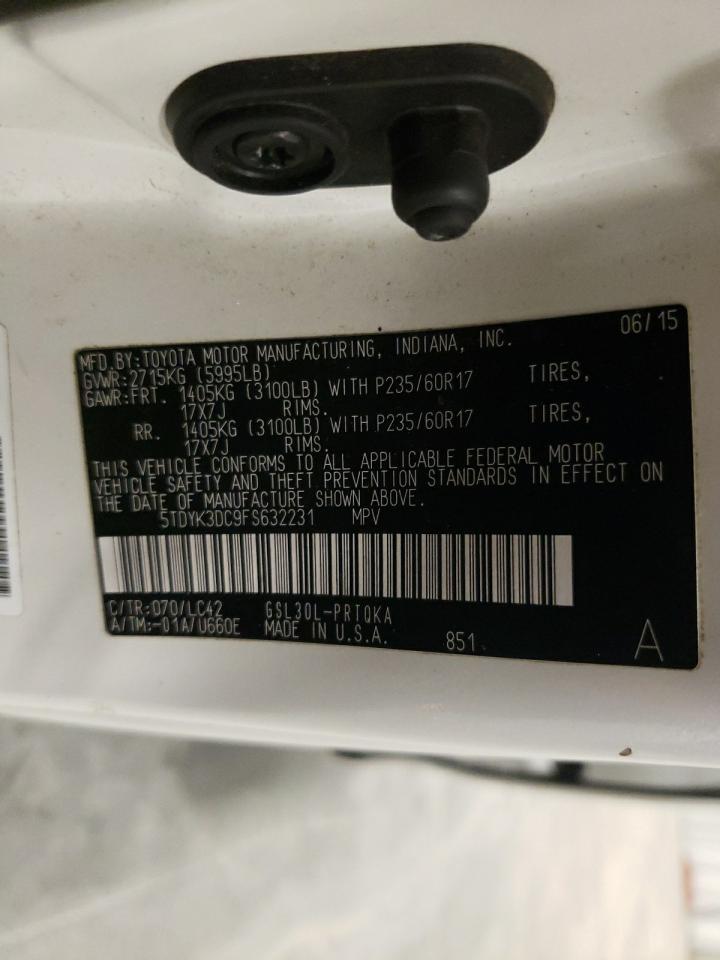 06/15
MFD.BY:TOYOTA MOTOR MANUFACTURING, INDIANA, INC.
GVWR:2715KG (5995LB)
GAWR:FRT. 1405KG (3100LB) WITH P235/60R17 TIRES,
17X7J RIMS.
RR. 1405KG (3100LB) WITH P235/60R17 TIRES,
17X7J RIMS.
THIS VEHICLE CONFORMS TO ALL APPLICABLE FEDERAL MOTOR
VEHICLE SAFETY AND THEFT PREVENTION STANDARDS IN EFFECT ON
THE DATE OF MANUFACTURE SHOWN ABOVE.
5TDYK3DC9FS632231 MPV
C/TR:070/LC42 GSL30L-PRTQKA
A/TM:-01A/U660E MADE IN U.S.A. 851 A